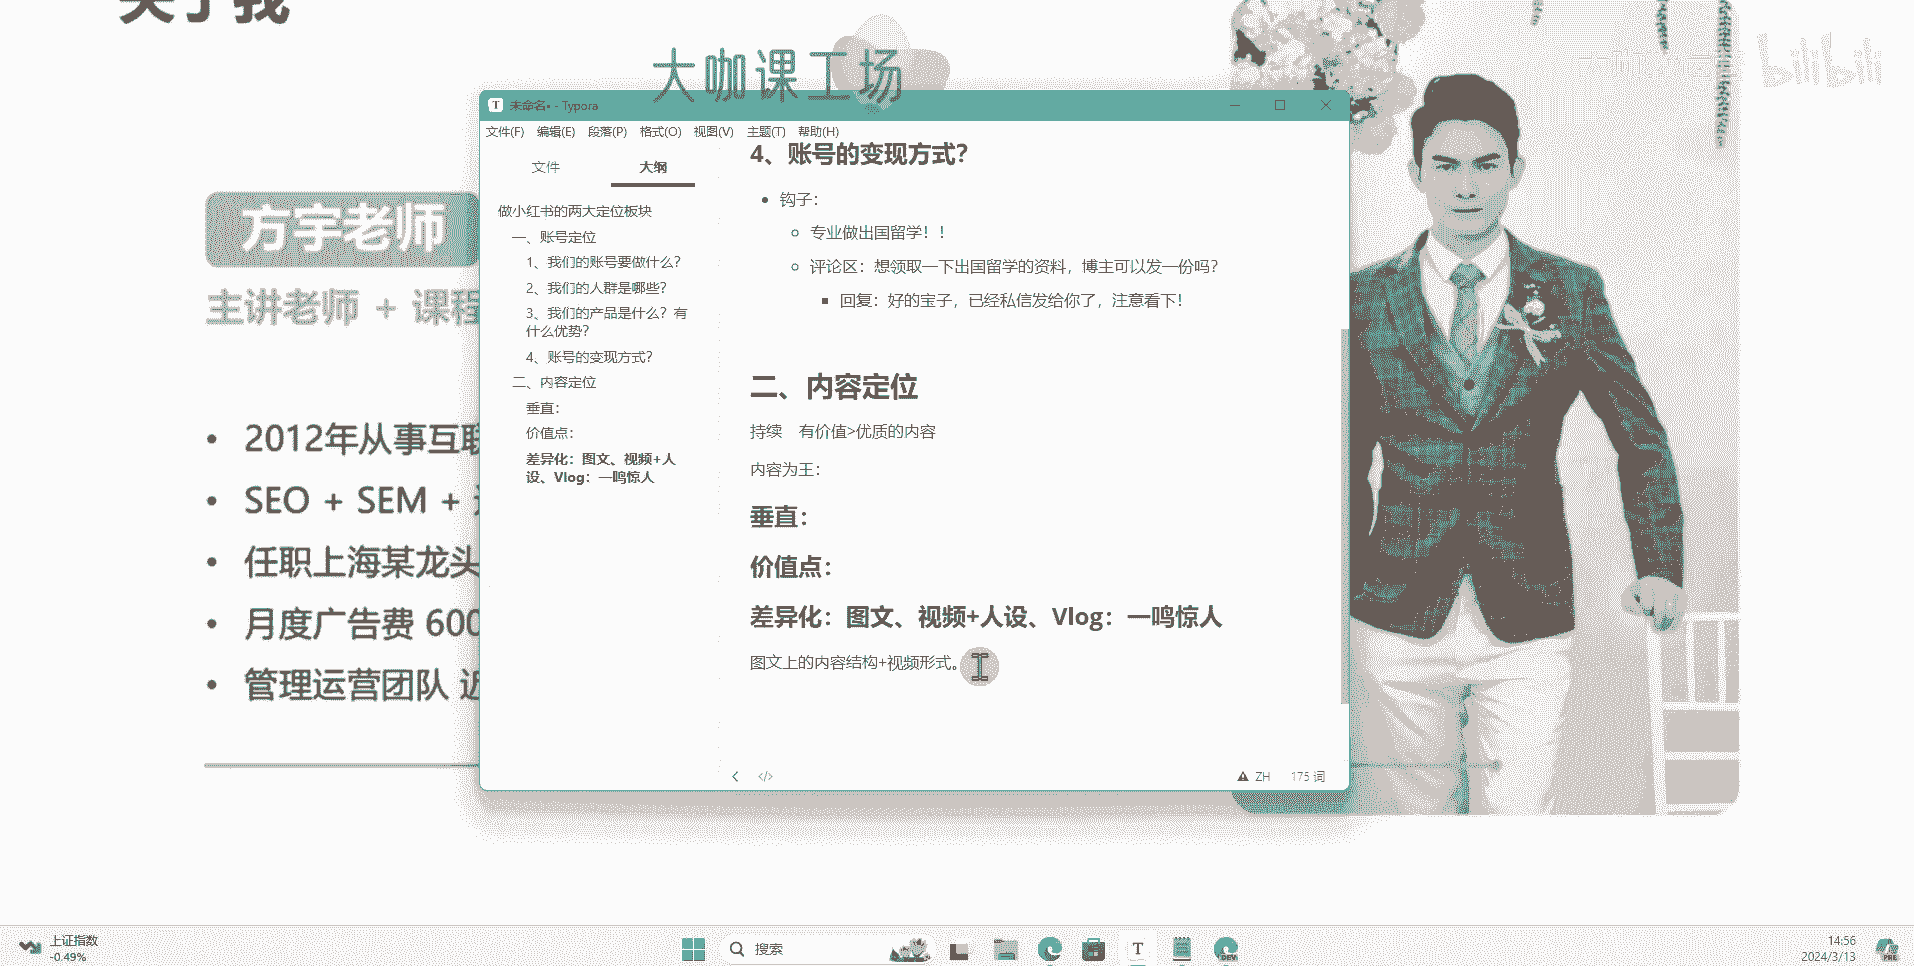 关于我
大咖课工场
bilibili
方宇老师
主讲老师 + 课程
2012年从事互联
SEO + SEM +
任职上海某龙头
月度广告费 600
管理运营团队 近
未命名• - Typora
文件(F) 编辑(E) 段落(P) 格式(O) 视图(V) 主题(T) 帮助(H)
文件 大纲
做小红书的两大定位板块
一、账号定位
1、我们的账号要做什么？
2、我们的人群是哪些？
3、我们的产品是什么？有
什么优势？
4、账号的变现方式？
二、内容定位
垂直：
价值点：
差异化：图文、视频+人
设、Vlog：一鸣惊人
4、账号的变现方式？
钩子：
专业做出国留学！！
评论区：想领取一下出国留学的资料，博主可以发一份吗？
回复：好的宝子，已经私信发给你了，注意看下！
二、内容定位
持续 有价值>优质的内容
内容为王：
垂直：
价值点：
差异化：图文、视频+人设、Vlog：一鸣惊人
图文上的内容结构+视频形式。
ZH 175 词
上证指数
-0.49%
搜索
14:56
2024/3/13